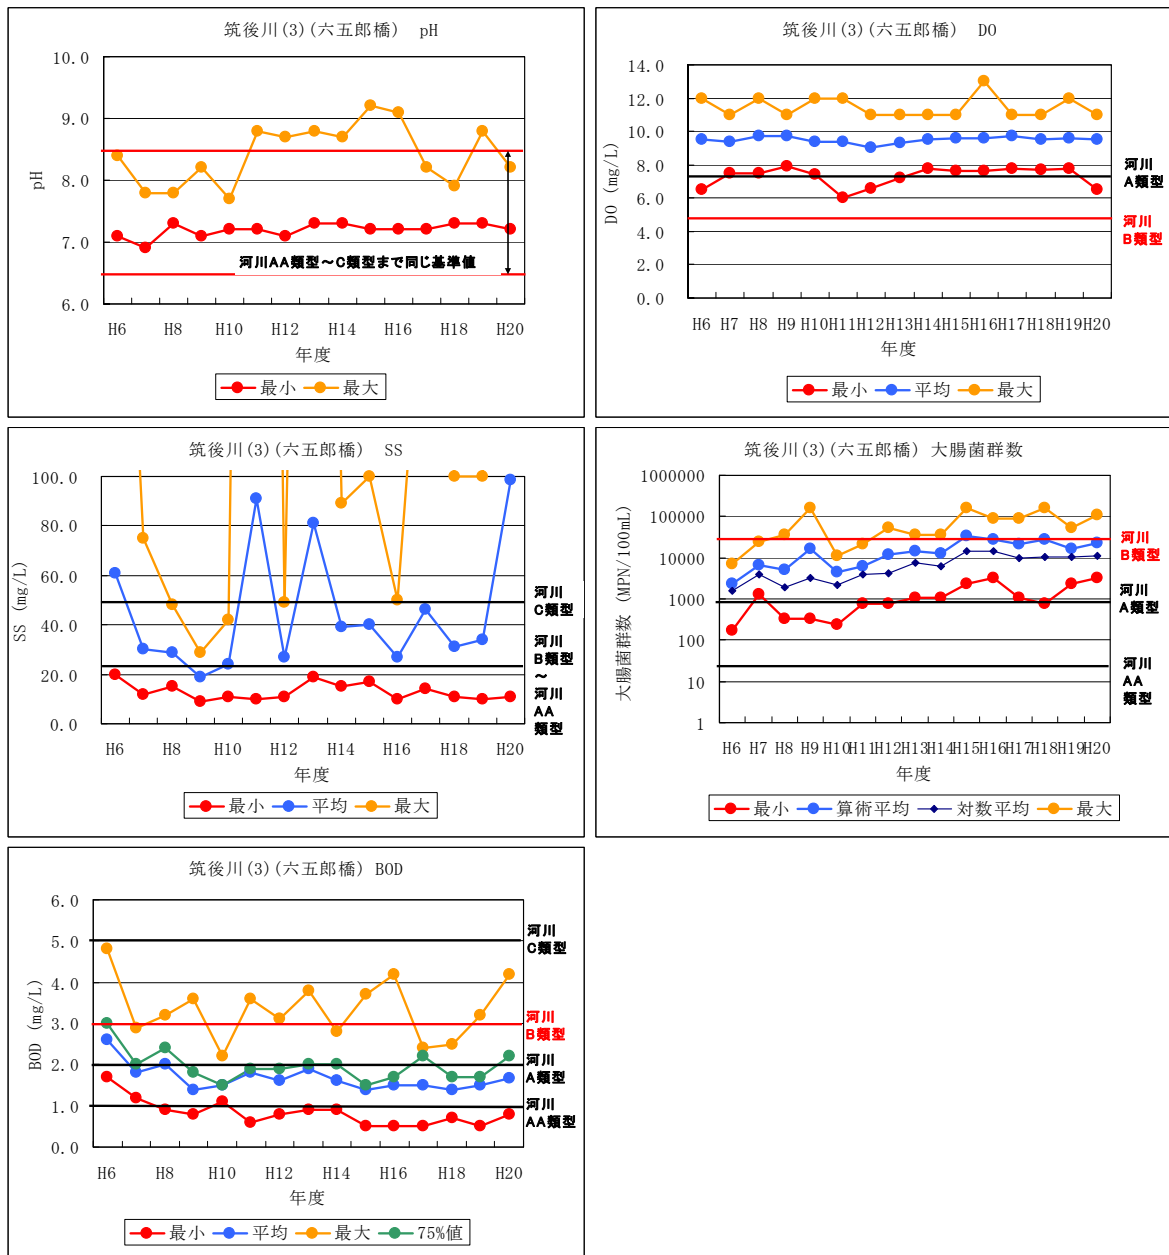 筑後川(3)(六五郎橋) pH
10.0
9.0
8.0
7.0
6.0
pH
河川AA類型～C類型まで同じ基準値
H6 H8 H10 H12 H14 H16 H18 H20
年度
最小 最大
筑後川(3)(六五郎橋) DO
14.0
12.0
10.0
8.0
6.0
4.0
2.0
0.0
DO (mg/L)
河川
A類型
河川
B類型
H6 H7 H8 H9 H10 H11 H12 H13 H14 H15 H16 H17 H18 H19 H20
年度
最小 平均 最大
筑後川(3)(六五郎橋) SS
100.0
80.0
60.0
40.0
20.0
0.0
SS (mg/L)
河川
C類型
河川
B類型
～
河川
AA
類型
H6 H8 H10 H12 H14 H16 H18 H20
年度
最小 平均 最大
筑後川(3)(六五郎橋) 大腸菌群数
1000000
100000
10000
1000
100
10
1
大腸菌群数 (MPN/100mL)
河川
B類型
河川
A類型
河川
AA
類型
H6 H7 H8 H9 H10 H11 H12 H13 H14 H15 H16 H17 H18 H19 H20
年度
最小 算術平均 対数平均 最大
筑後川(3)(六五郎橋) BOD
6.0
5.0
4.0
3.0
2.0
1.0
0.0
BOD (mg/L)
河川
C類型
河川
B類型
河川
A類型
河川
AA類型
H6 H8 H10 H12 H14 H16 H18 H20
年度
最小 平均 最大 75%値